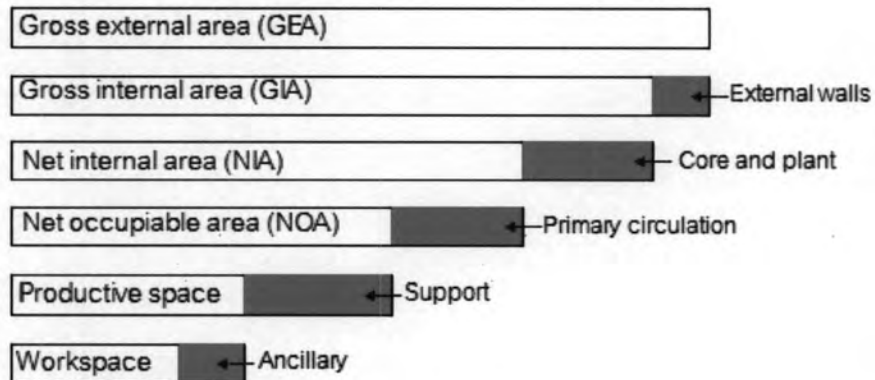 Gross external area (GEA)
Gross internal area (GIA)
External walls
Net internal area (NIA)
Core and plant
Net occupiable area (NOA)
Primary circulation
Productive space
Support
Workspace
Ancillary